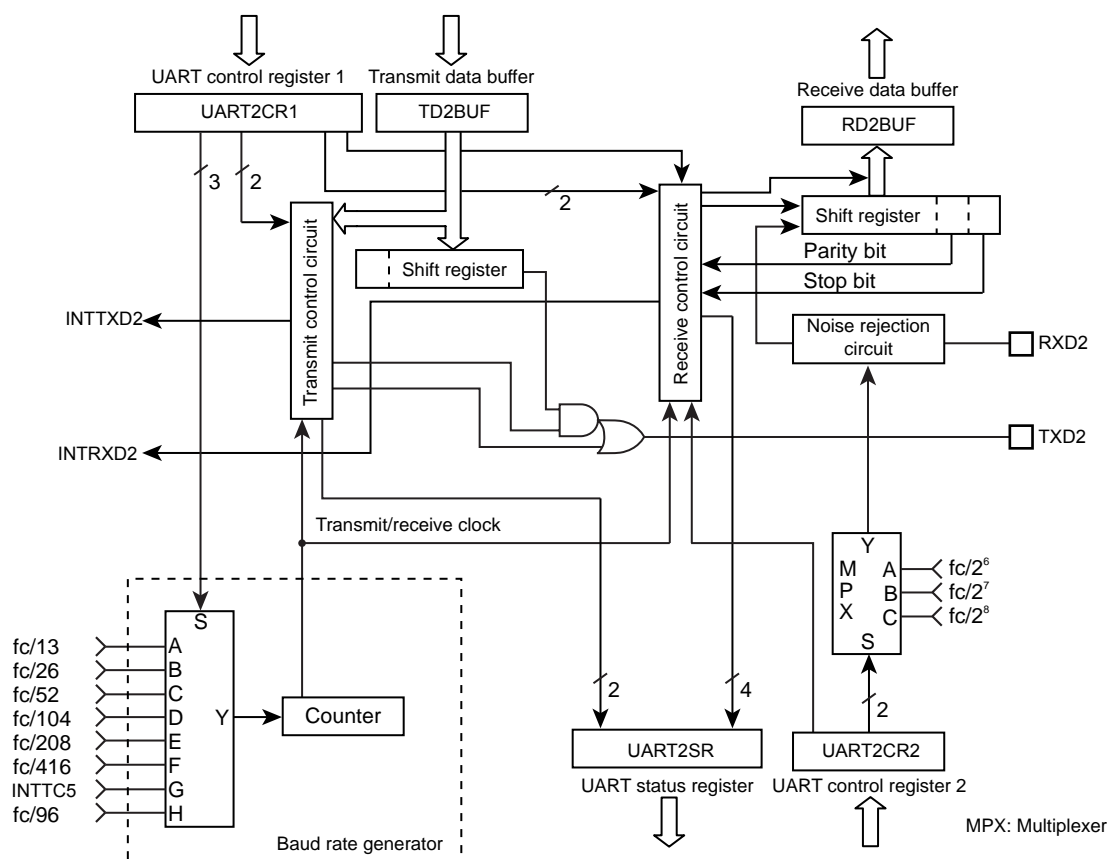 UART control register 1
Transmit data buffer
Receive data buffer
UART2CR1
TD2BUF
RD2BUF
3
2
2
Transmit control circuit
Receive control circuit
Shift register
Shift register
Parity bit
Stop bit
INTTXD2
Noise rejection
circuit
RXD2
INTRXD2
TXD2
Transmit/receive clock
Y
M
P
X
A
B
C
S
fc/2⁶
fc/2⁷
fc/2⁸
S
fc/13
A
fc/26
B
fc/52
C
fc/104
D
fc/208
E
fc/416
F
INTTC5
G
fc/96
H
Y
Counter
2
4
2
UART2SR
UART2CR2
UART status register
UART control register 2
Baud rate generator
MPX: Multiplexer